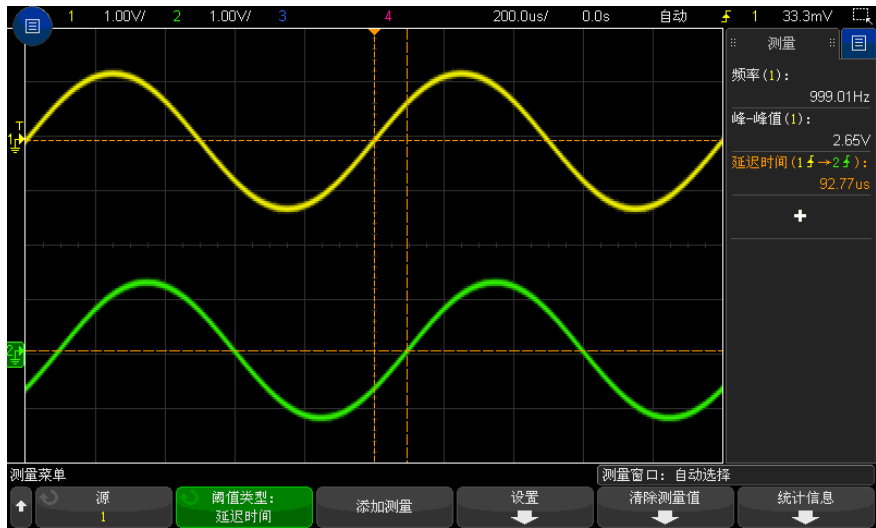 1 1.00V/ 2 1.00V/ 3 4 200.0us/ 0.0s 自动 1 33.3mV
测量
频率(1):
999.01Hz
峰-峰值(1):
2.65V
延迟时间(1→2):
92.77us
+
T
1
2
测量菜单
测量窗口: 自动选择
源
1
阈值类型:
延迟时间
添加测量
设置
清除测量值
统计信息